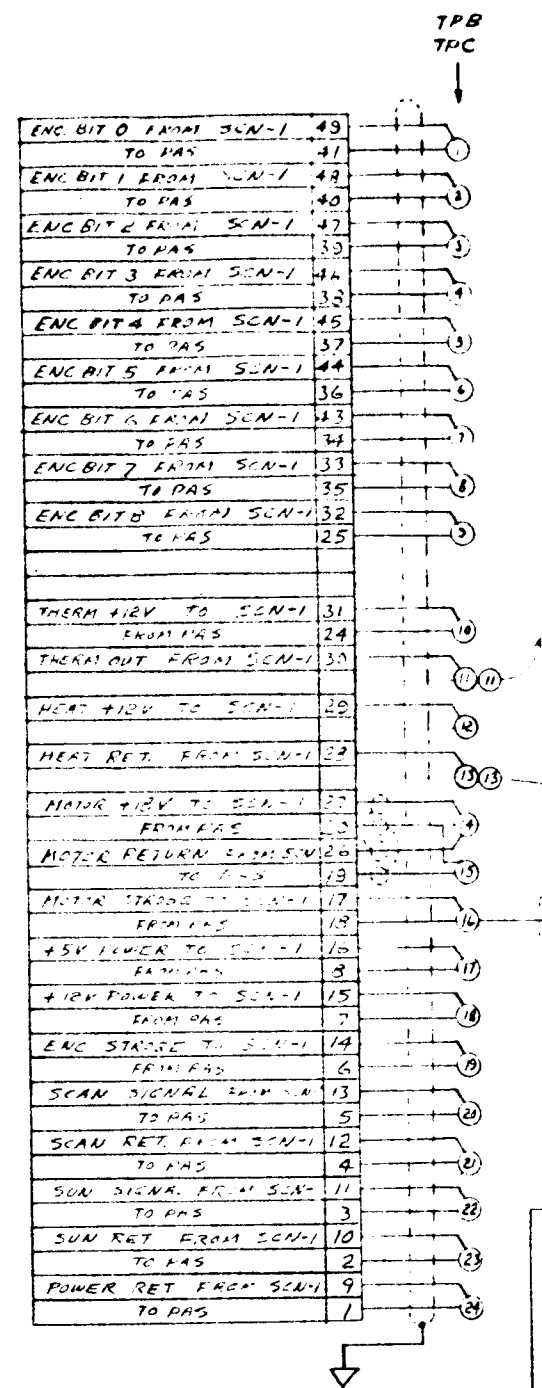 TPB
TPC
ENC BIT 0 FROM SCN-1 49
TO PAS 41 1
ENC BIT 1 FROM SCN-1 48
TO PAS 40 2
ENC BIT 2 FROM SCN-1 47
TO PAS 39 3
ENC BIT 3 FROM SCN-1 46
TO PAS 38 4
ENC BIT 4 FROM SCN-1 45
TO PAS 37 5
ENC BIT 5 FROM SCN-1 44
TO PAS 36 6
ENC BIT 6 FROM SCN-1 43
TO PAS 34 7
ENC BIT 7 FROM SCN-1 33
TO PAS 35 8
ENC BIT 8 FROM SCN-1 32
TO PAS 25 9
THERM +12V TO SCN-1 31
FROM PAS 24 10
THERM OUT FROM SCN-1 30
11 11
HEAT +12V TO SCN-1 29
12
HEAT RET. FROM SCN-1 28
13 13
MOTOR +12V TO SCN-1 27
FROM PAS 20 14
MOTOR RETURN FROM SCN 26
TO PAS 19 15
MOTOR STROBE TO SCN-1 17
FROM PAS 18 16
+5V POWER TO SCN-1 16
FROM PAS 8 17
+12V POWER TO SCN-1 15
FROM PAS 7 18
ENC STROBE TO SCN-1 14
FROM PAS 6 19
SCAN SIGNAL FROM SCN 13
TO PAS 5 20
SCAN RET. FROM SCN-1 12
TO PAS 4 21
SUN SIGNAL FROM SCN- 11
TO PAS 3 22
SUN RET FROM SCN-1 10
TO PAS 2 23
POWER RET FROM SCN-1 9
TO PAS 1 24